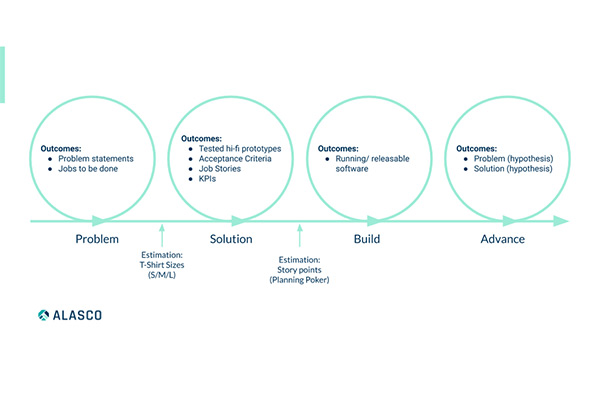 Outcomes:
● Problem statements
● Jobs to be done
Outcomes:
● Tested hi-fi prototypes
● Acceptance Criteria
● Job Stories
● KPIs
Outcomes:
● Running/ releasable
software
Outcomes:
● Problem (hypothesis)
● Solution (hypothesis)
Problem
Solution
Build
Advance
Estimation:
T-Shirt Sizes
(S/M/L)
Estimation:
Story points
(Planning Poker)
ALASCO